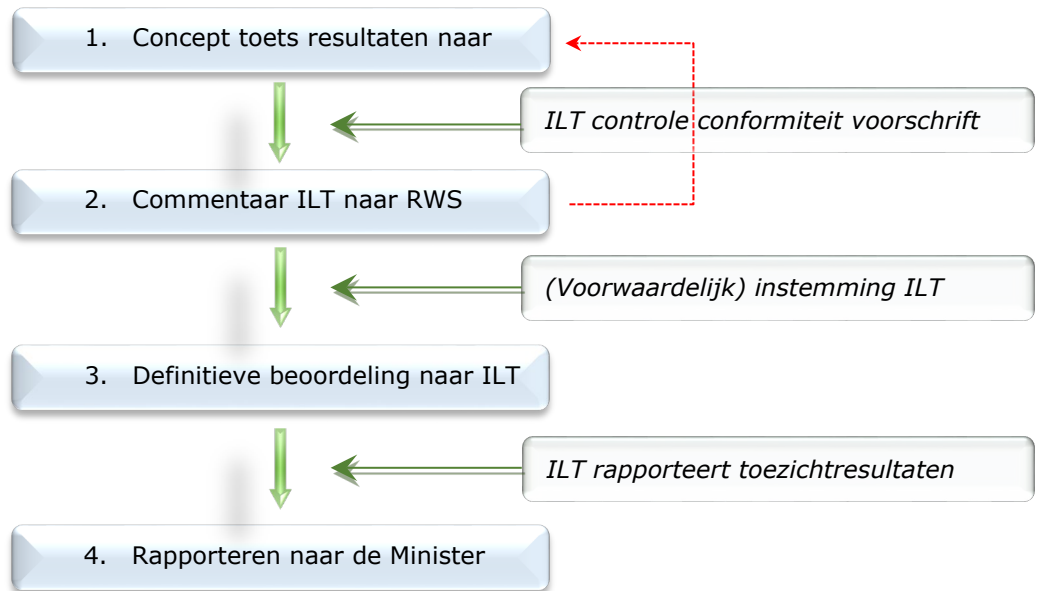 1. Concept toets resultaten naar
ILT controle conformiteit voorschrift
2. Commentaar ILT naar RWS
(Voorwaardelijk) instemming ILT
3. Definitieve beoordeling naar ILT
ILT rapporteert toezichtresultaten
4. Rapporteren naar de Minister